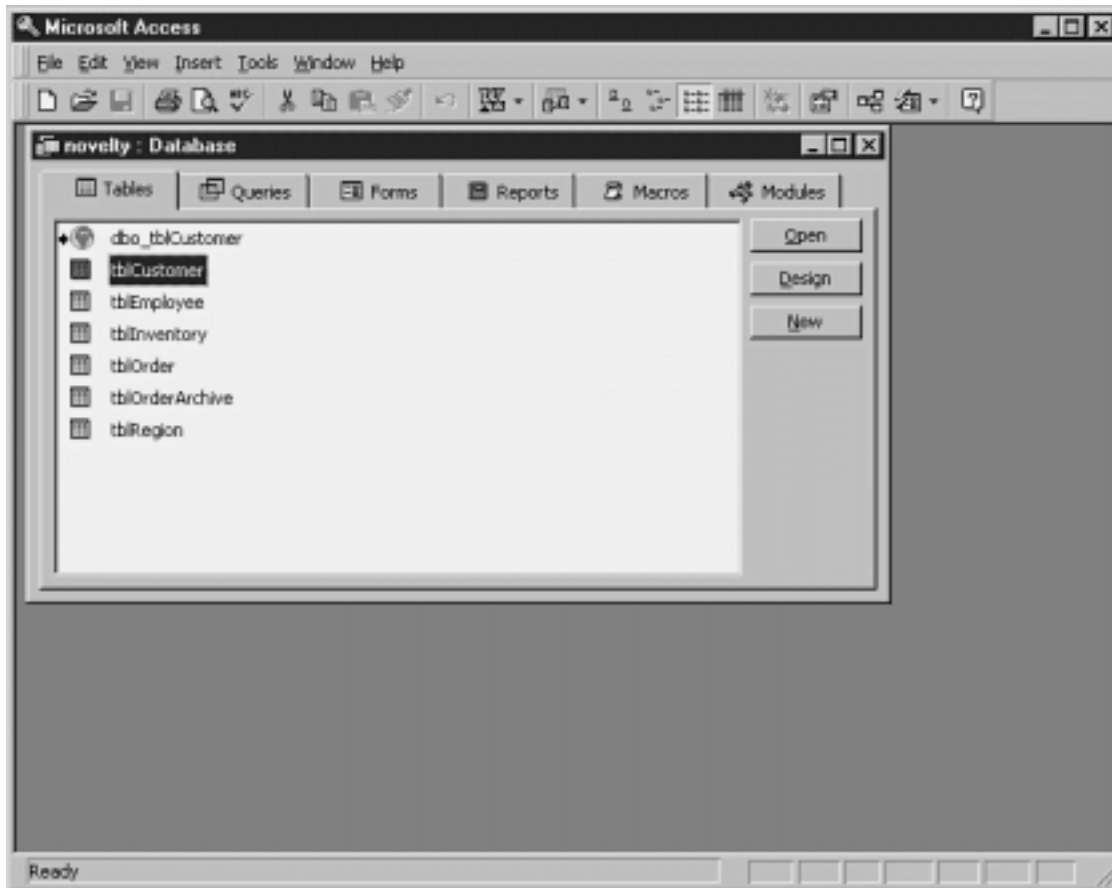 Microsoft Access
File Edit View Insert Tools Window Help
novelty : Database
Tables Queries Forms Reports Macros Modules
dbo_tblCustomer
tblCustomer
tblEmployee
tblInventory
tblOrder
tblOrderArchive
tblRegion
Open
Design
New
Ready